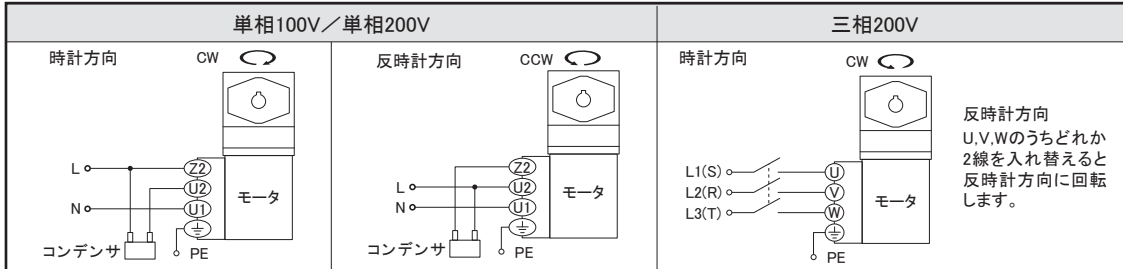 単相100V／単相200V
三相200V
時計方向
CW
L
N
Z2
U2
U1
モータ
コンデンサ
PE
反時計方向
CCW
L
N
Z2
U2
U1
モータ
コンデンサ
PE
時計方向
CW
L1(S)
L2(R)
L3(T)
U
V
W
モータ
PE
反時計方向
U,V,Wのうちどれか
2線を入れ替えると
反時計方向に回転
します。